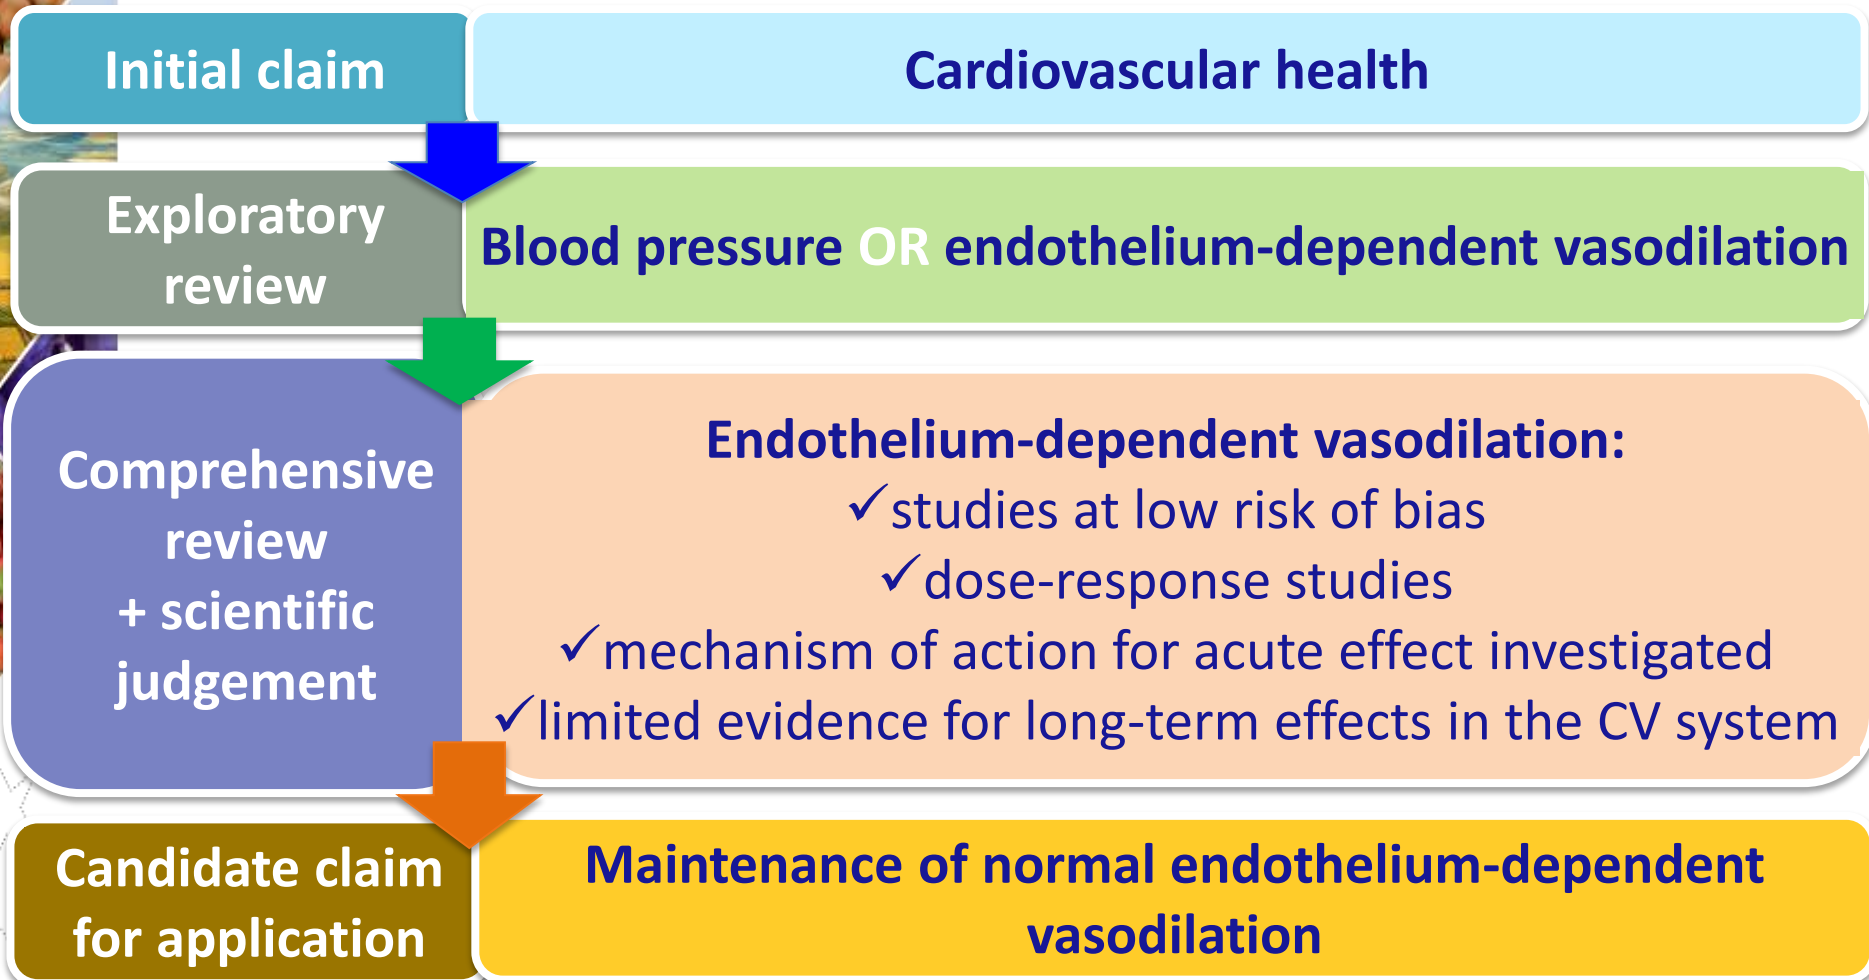 Initial claim
Cardiovascular health
Exploratory
review
Blood pressure OR endothelium-dependent vasodilation
Comprehensive
review
+ scientific
judgement
Endothelium-dependent vasodilation:
✓studies at low risk of bias
✓dose-response studies
✓mechanism of action for acute effect investigated
✓limited evidence for long-term effects in the CV system
Candidate claim
for application
Maintenance of normal endothelium-dependent
vasodilation